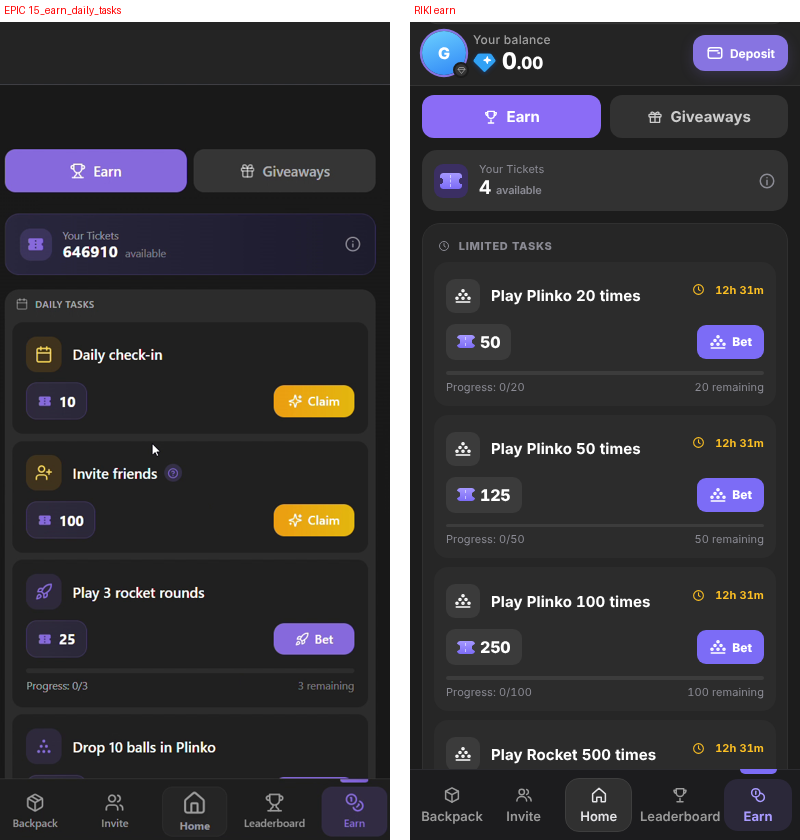 EPIC 15_earn_daily_tasks
Earn
Giveaways
Your Tickets
646910 available
DAILY TASKS
Daily check-in
10
Claim
Invite friends
100
Claim
Play 3 rocket rounds
25
Bet
Progress: 0/3
3 remaining
Drop 10 balls in Plinko
Backpack
Invite
Home
Leaderboard
Earn
RIKI earn
G
Your balance
0.00
Deposit
Earn
Giveaways
Your Tickets
4 available
LIMITED TASKS
Play Plinko 20 times
12h 31m
50
Bet
Progress: 0/20
20 remaining
Play Plinko 50 times
12h 31m
125
Bet
Progress: 0/50
50 remaining
Play Plinko 100 times
12h 31m
250
Bet
Progress: 0/100
100 remaining
Play Rocket 500 times
12h 31m
Backpack
Invite
Home
Leaderboard
Earn